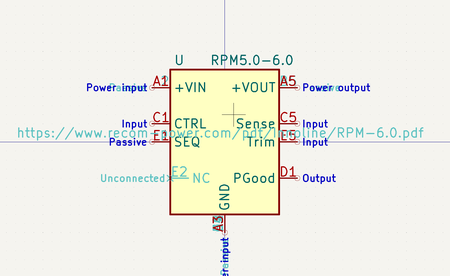 U RPM5.0-6.0
Power input A1 +VIN +VOUT A5 Power output
Input C1 CTRL Sense C5 Input
https://www.recom-power.com/pdf/Innoline/RPM-6.0.pdf
Passive E1 SEQ Trim E5 Input
Unconnected E2 NC PGood D1 Output
GND
A3